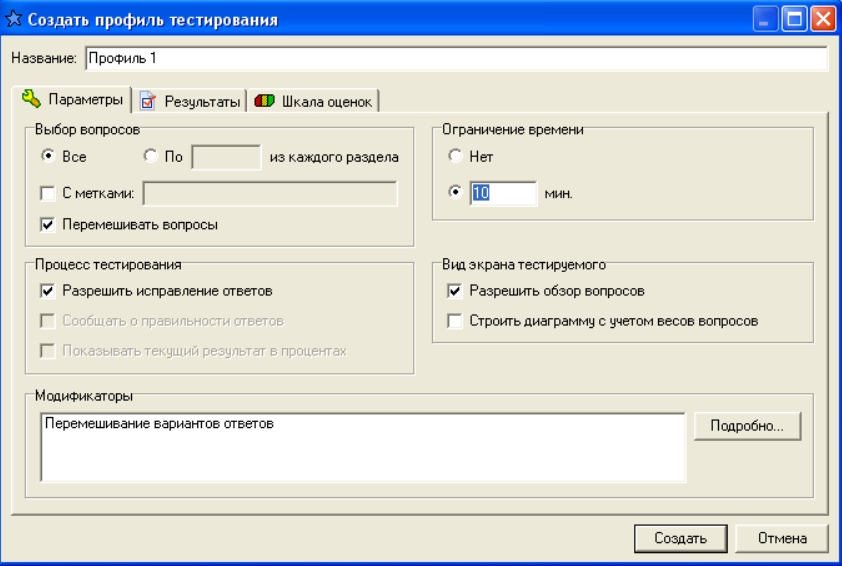 Создать профиль тестирования
Название: Профиль 1
Параметры Результаты Шкала оценок
Выбор вопросов
Все По из каждого раздела
С метками:
Перемешивать вопросы
Ограничение времени
Нет
10 мин.
Процесс тестирования
Разрешить исправление ответов
Сообщать о правильности ответов
Показывать текущий результат в процентах
Вид экрана тестируемого
Разрешить обзор вопросов
Строить диаграмму с учетом весов вопросов
Модификаторы
Перемешивание вариантов ответов
Подробно...
Создать Отмена